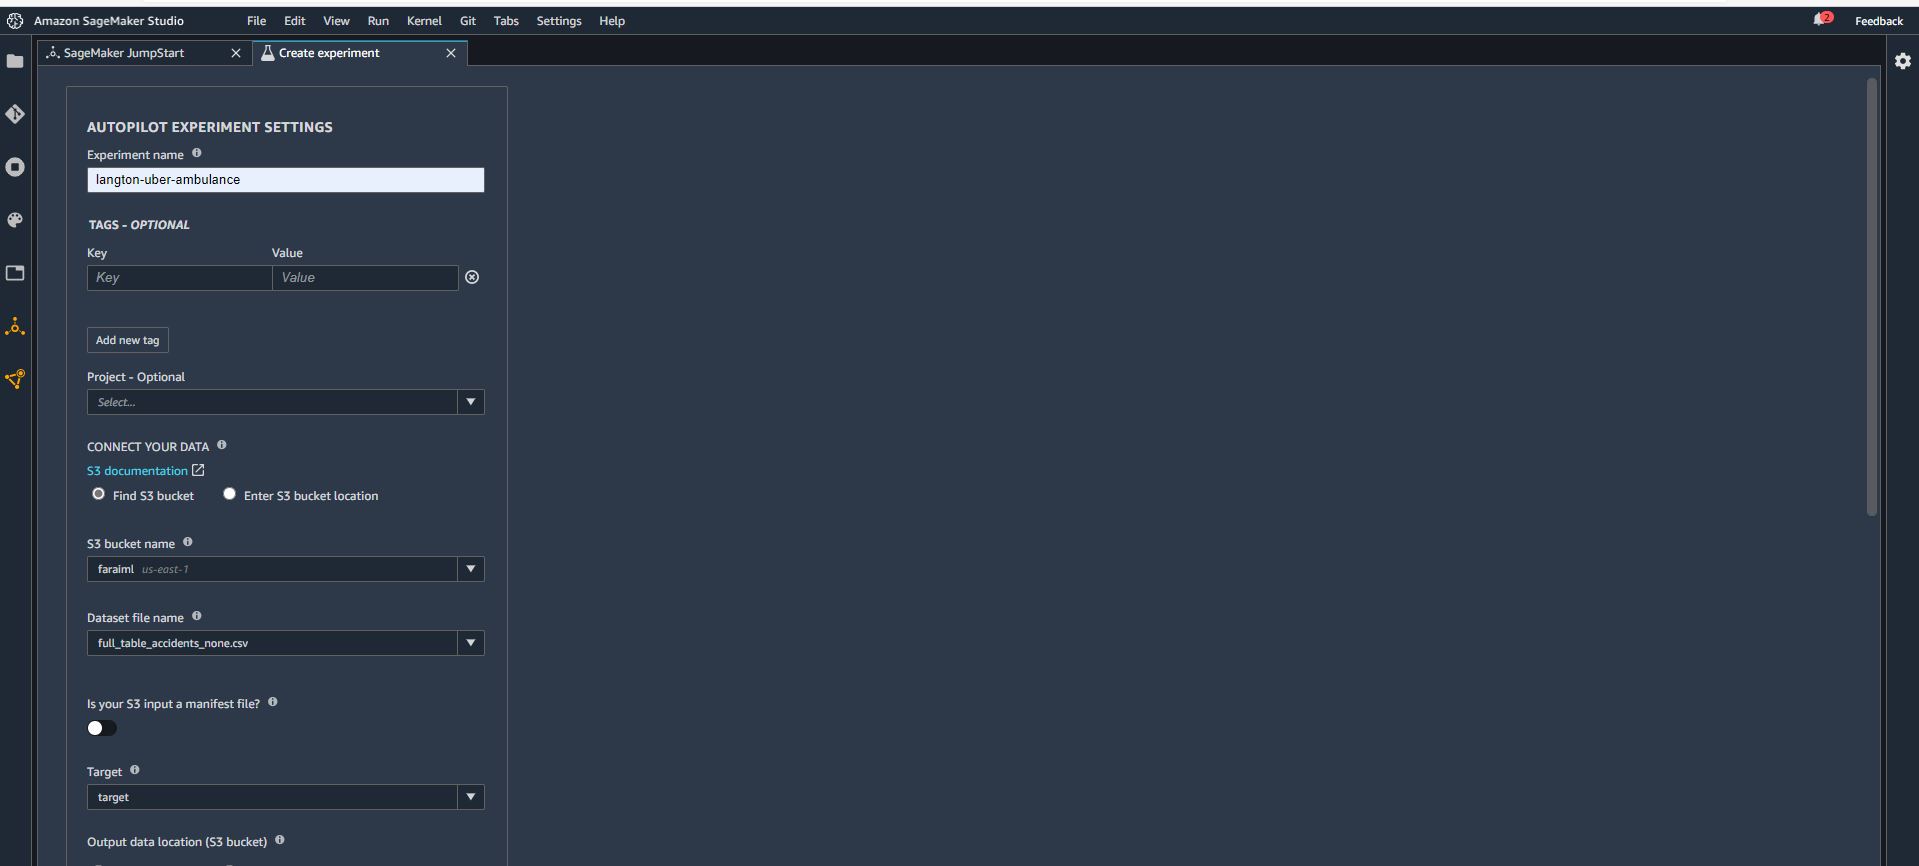 Amazon SageMaker Studio File Edit View Run Kernel Git Tabs Settings Help 2 Feedback
SageMaker JumpStart Create experiment
AUTOPILOT EXPERIMENT SETTINGS
Experiment name
langton-uber-ambulance
TAGS - OPTIONAL
Key Value
Key Value
Add new tag
Project - Optional
Select...
CONNECT YOUR DATA
S3 documentation
Find S3 bucket Enter S3 bucket location
S3 bucket name
faraiml us-east-1
Dataset file name
full_table_accidents_none.csv
Is your S3 input a manifest file?
Target
target
Output data location (S3 bucket)